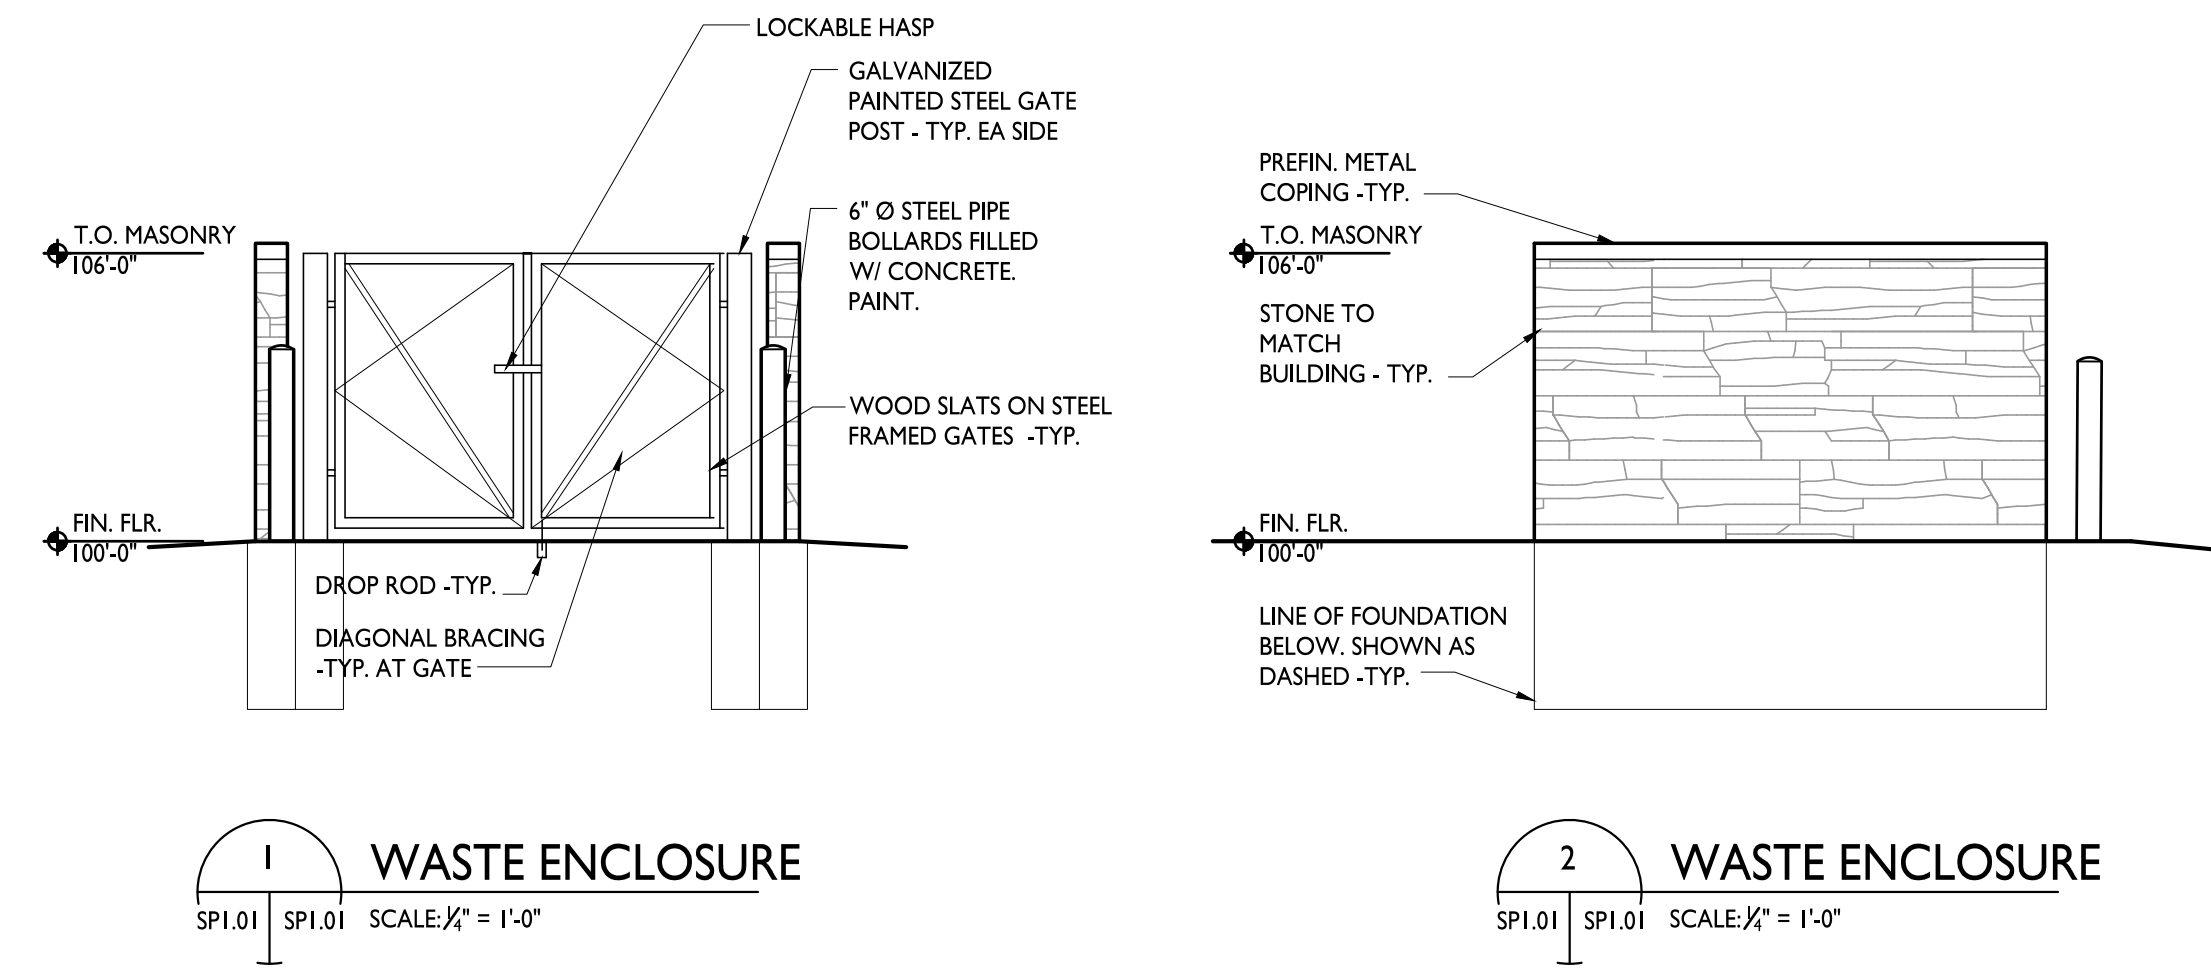 LOCKABLE HASP
GALVANIZED
PAINTED STEEL GATE
POST - TYP. EA SIDE
6" Ø STEEL PIPE
BOLLARDS FILLED
W/ CONCRETE.
PAINT.
T.O. MASONRY
106'-0"
WOOD SLATS ON STEEL
FRAMED GATES -TYP.
FIN. FLR.
100'-0"
DROP ROD -TYP.
DIAGONAL BRACING
-TYP. AT GATE
1
WASTE ENCLOSURE
SP1.01 SP1.01
SCALE: 1/4" = 1'-0"
PREFIN. METAL
COPING -TYP.
T.O. MASONRY
106'-0"
STONE TO
MATCH
BUILDING - TYP.
FIN. FLR.
100'-0"
LINE OF FOUNDATION
BELOW. SHOWN AS
DASHED -TYP.
2
WASTE ENCLOSURE
SP1.01 SP1.01
SCALE: 1/4" = 1'-0"